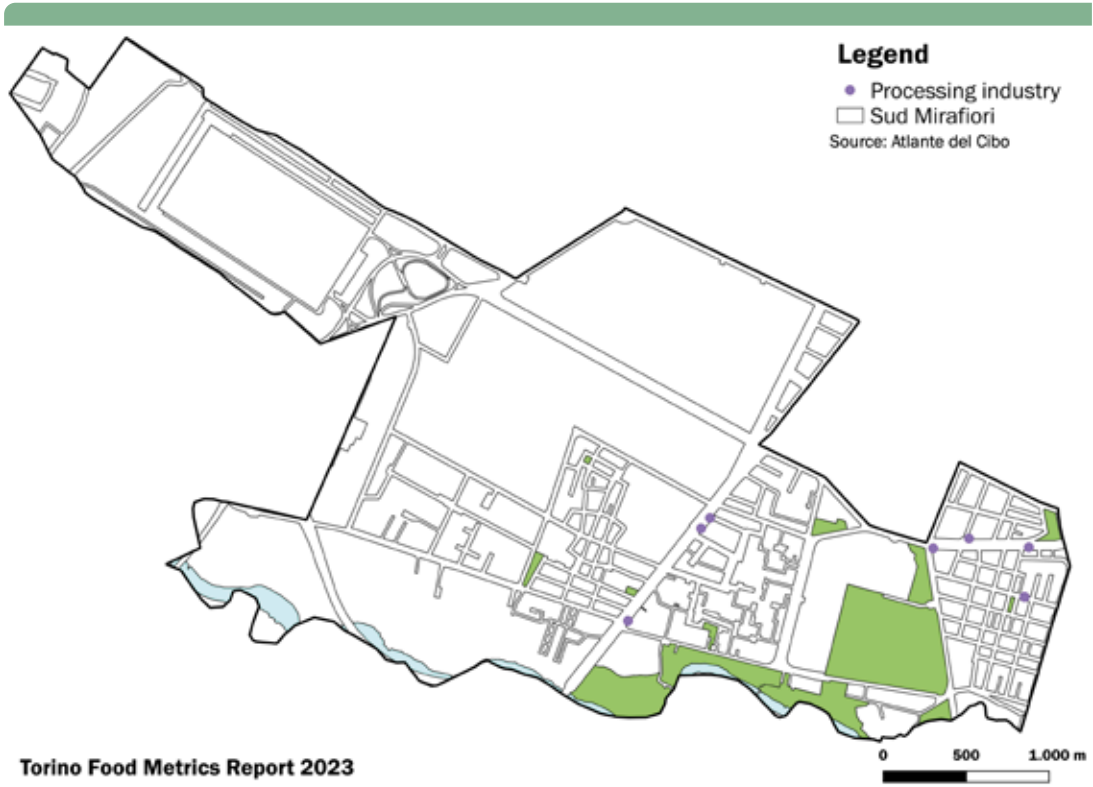 Legend
Processing industry
Sud Mirafiori
Source: Atlante del Cibo
Torino Food Metrics Report 2023
0 500 1.000 m